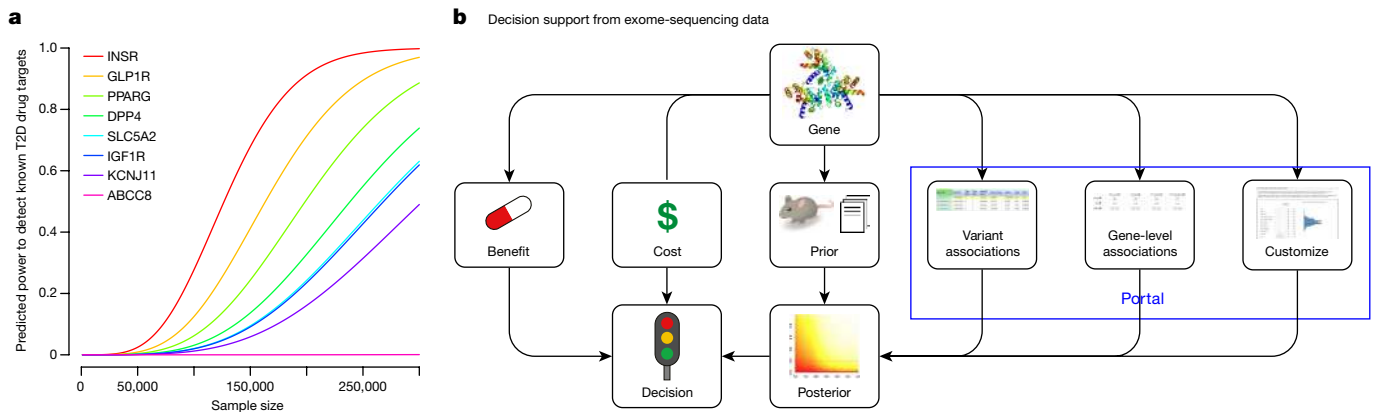 a
Predicted power to detect known T2D drug targets
1.0
0.8
0.6
0.4
0.2
0
INSR
GLP1R
PPARG
DPP4
SLC5A2
IGF1R
KCNJ11
ABCC8
0
50,000
150,000
250,000
Sample size
b
Decision support from exome-sequencing data
Gene
Benefit
$
Cost
Prior
Variant
associations
Gene-level
associations
Customize
Portal
Decision
Posterior